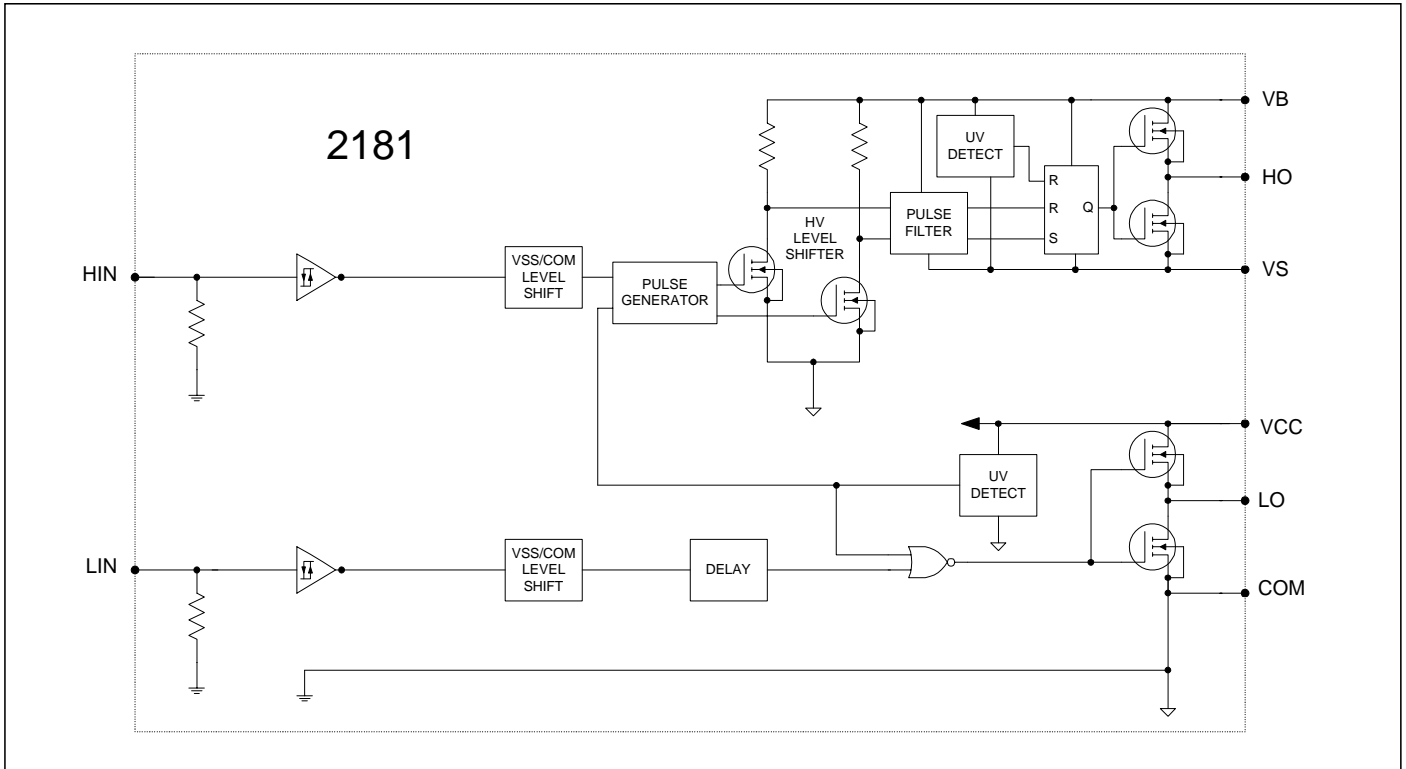 2181
VB
UV
DETECT
HO
R
R
Q
S
PULSE
FILTER
HV
LEVEL
SHIFTER
VS
HIN
VSS/COM
LEVEL
SHIFT
PULSE
GENERATOR
VCC
UV
DETECT
LO
LIN
VSS/COM
LEVEL
SHIFT
DELAY
COM